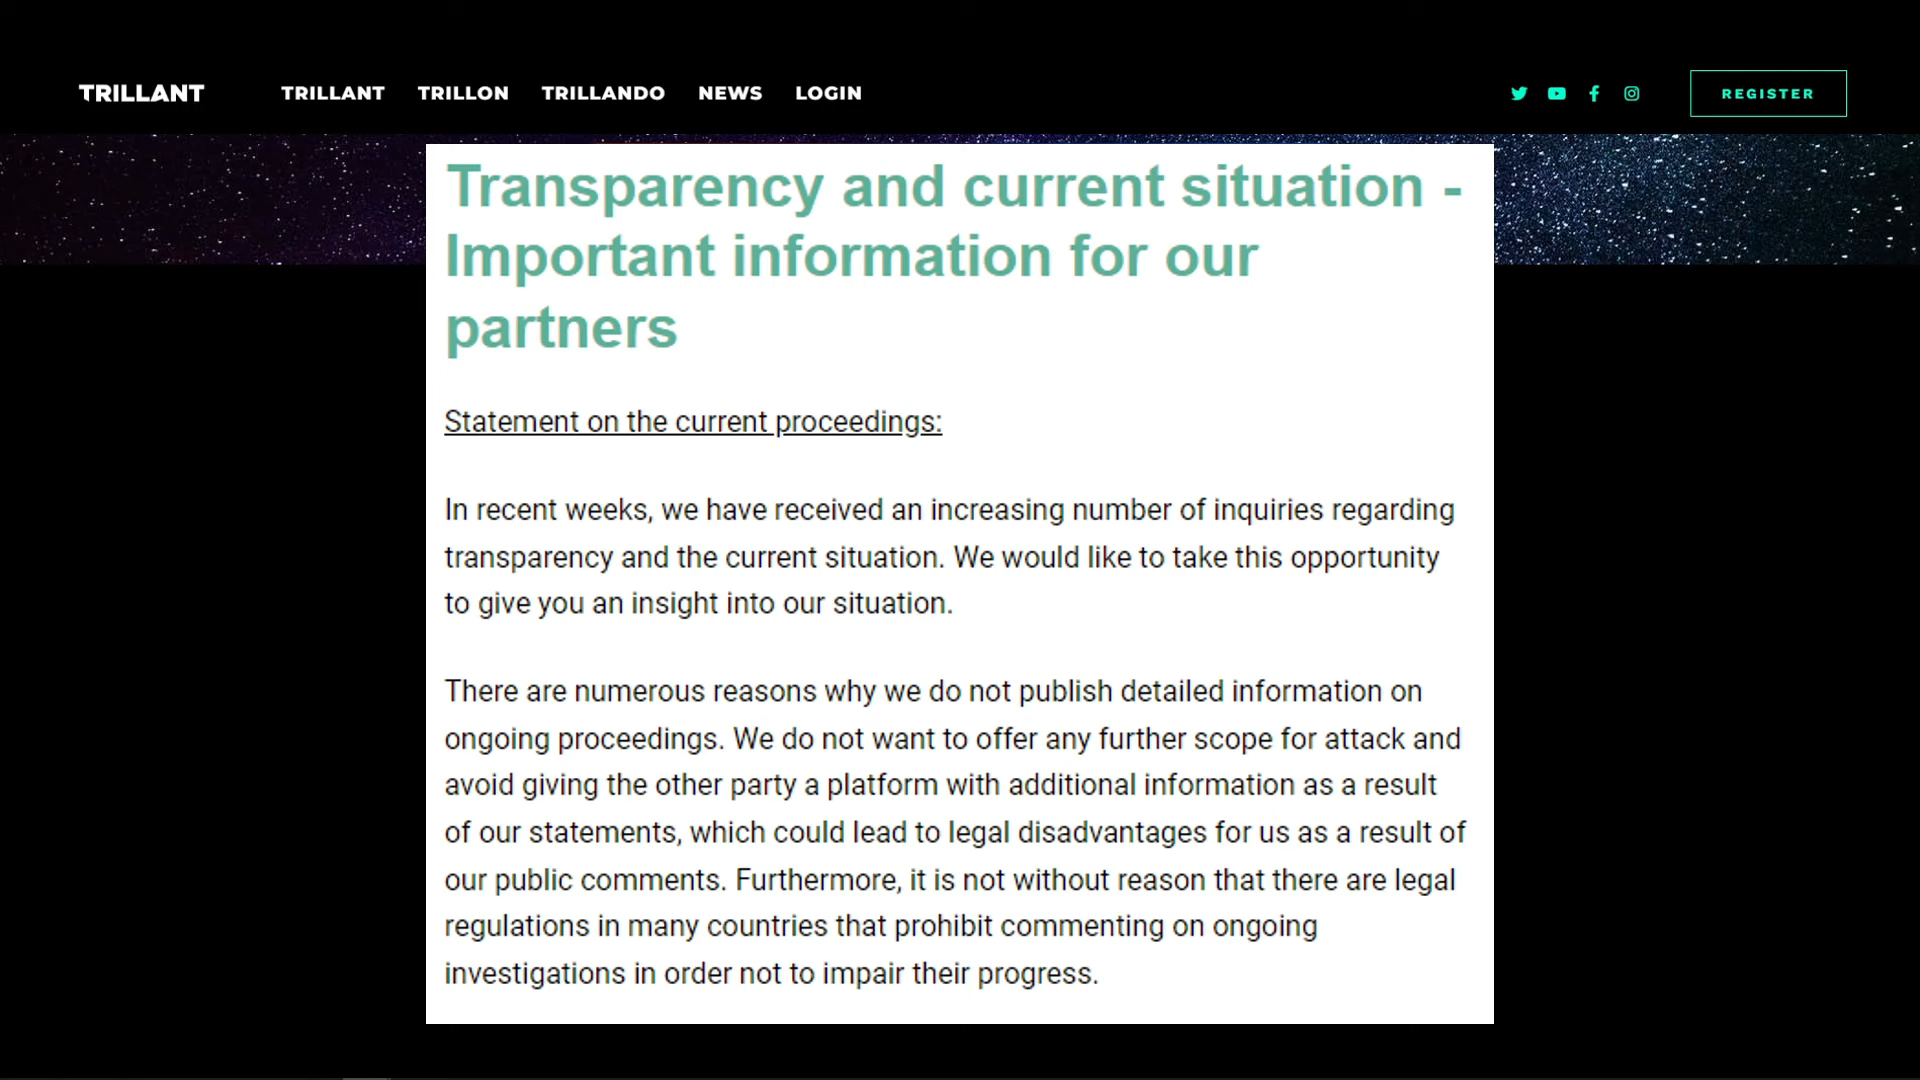 TRILLANT TRILLANT TRILLON TRILLANDO NEWS LOGIN REGISTER
Transparency and current situation -
Important information for our
partners
Statement on the current proceedings:
In recent weeks, we have received an increasing number of inquiries regarding
transparency and the current situation. We would like to take this opportunity
to give you an insight into our situation.
There are numerous reasons why we do not publish detailed information on
ongoing proceedings. We do not want to offer any further scope for attack and
avoid giving the other party a platform with additional information as a result
of our statements, which could lead to legal disadvantages for us as a result of
our public comments. Furthermore, it is not without reason that there are legal
regulations in many countries that prohibit commenting on ongoing
investigations in order not to impair their progress.